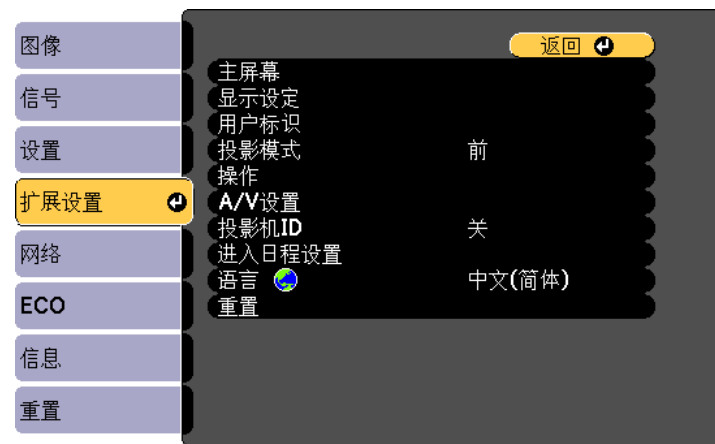 图像
信号
设置
扩展设置
网络
ECO
信息
重置
返回
主屏幕
显示设定
用户标识
投影模式 前
操作
A/V设置
投影机ID 关
进入日程设置
语言 中文(简体)
重置